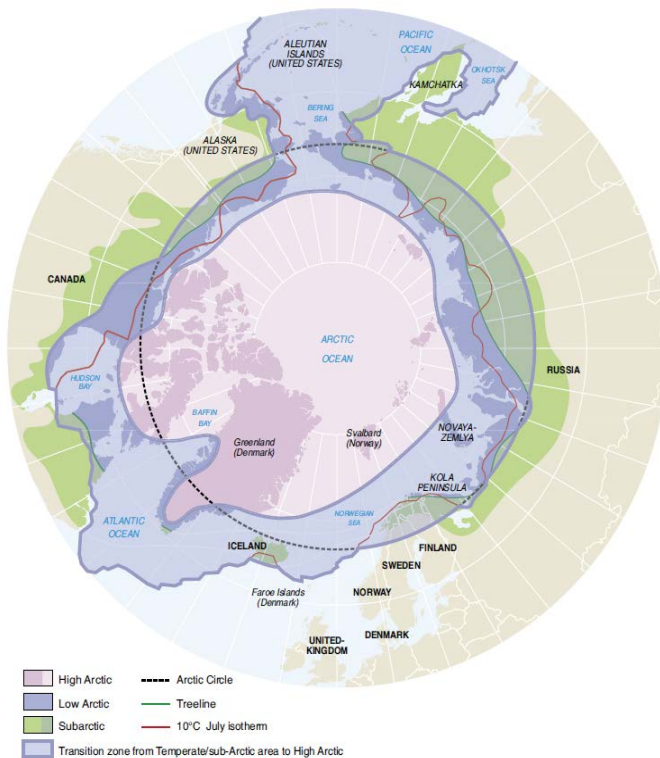 ALEUTIAN
ISLANDS
(UNITED STATES)
PACIFIC
OCEAN
OKHOTSK
SEA
KAMCHATKA
BERING
SEA
ALASKA
(UNITED STATES)
CANADA
ARCTIC
OCEAN
HUDSON
BAY
RUSSIA
BAFFIN
BAY
Greenland
(Denmark)
Svalbard
(Norway)
NOVAYA-
ZEMLYA
KOLA
PENINSULA
ATLANTIC
OCEAN
NORWEGIAN
SEA
ICELAND
FINLAND
SWEDEN
Faroe Islands
(Denmark)
NORWAY
UNITED-
KINGDOM
DENMARK
High Arctic
Arctic Circle
Low Arctic
Treeline
Subarctic
10°C July isotherm
Transition zone from Temperate/sub-Arctic area to High Arctic